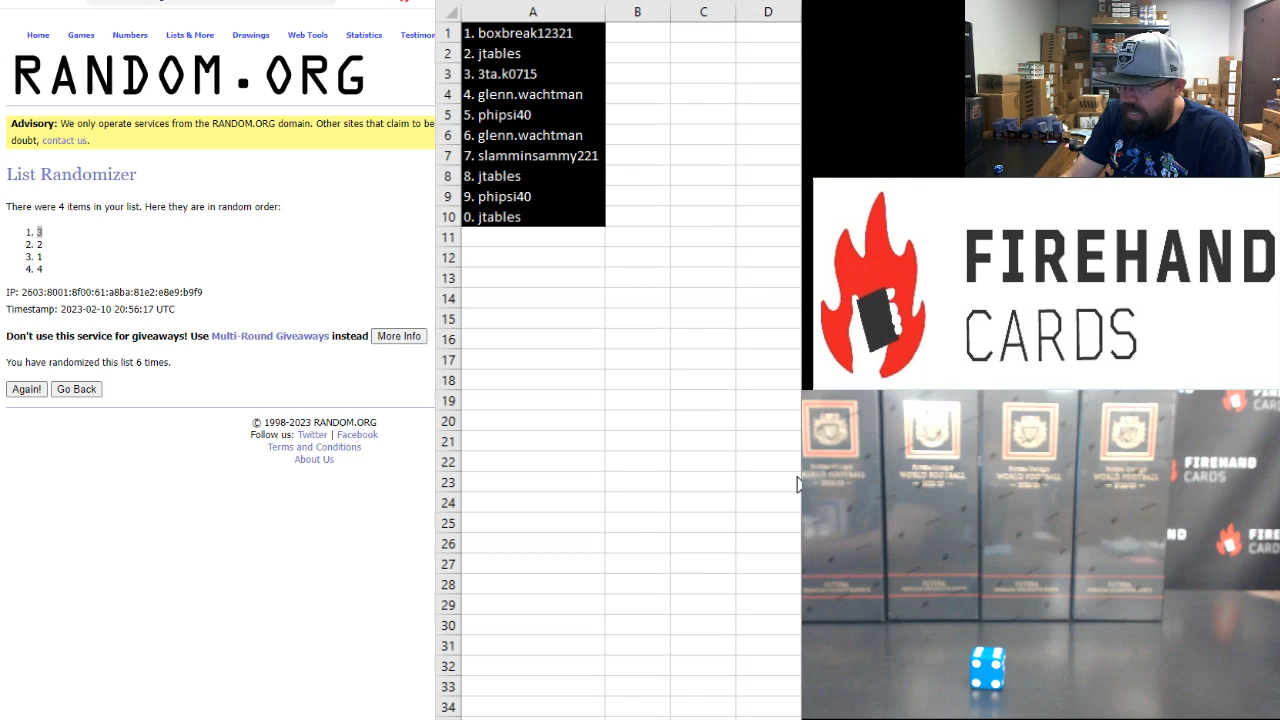 Home Games Numbers Lists & More Drawings Web Tools Statistics Testimor
RANDOM.ORG
Advisory: We only operate services from the RANDOM.ORG domain. Other sites that claim to be
doubt, contact us.
List Randomizer
There were 4 items in your list. Here they are in random order:
1. 3
2. 2
3. 1
4. 4
IP: 2603:8001:8f00:61:a8ba:81e2:e8e9:b9f9
Timestamp: 2023-02-10 20:56:17 UTC
Don't use this service for giveaways! Use Multi-Round Giveaways instead More Info
You have randomized this list 6 times.
Again! Go Back
© 1998-2023 RANDOM.ORG
Follow us: Twitter | Facebook
Terms and Conditions
About Us
A B C D
1 1. boxbreak12321
2 2. jtables
3 3. 3ta.k0715
4 4. glenn.wachtman
5 5. phipsi40
6 6. glenn.wachtman
7 7. slamminsammy221
8 8. jtables
9 9. phipsi40
10 0. jtables
11
12
13
14
15
16
17
18
19
20
21
22
23
24
25
26
27
28
29
30
31
32
33
34
FIREHAND
CARDS
WORLD FOOTBALL
WORLD FOOTBALL
WORLD FOOTBALL
FIREHAND
CARDS